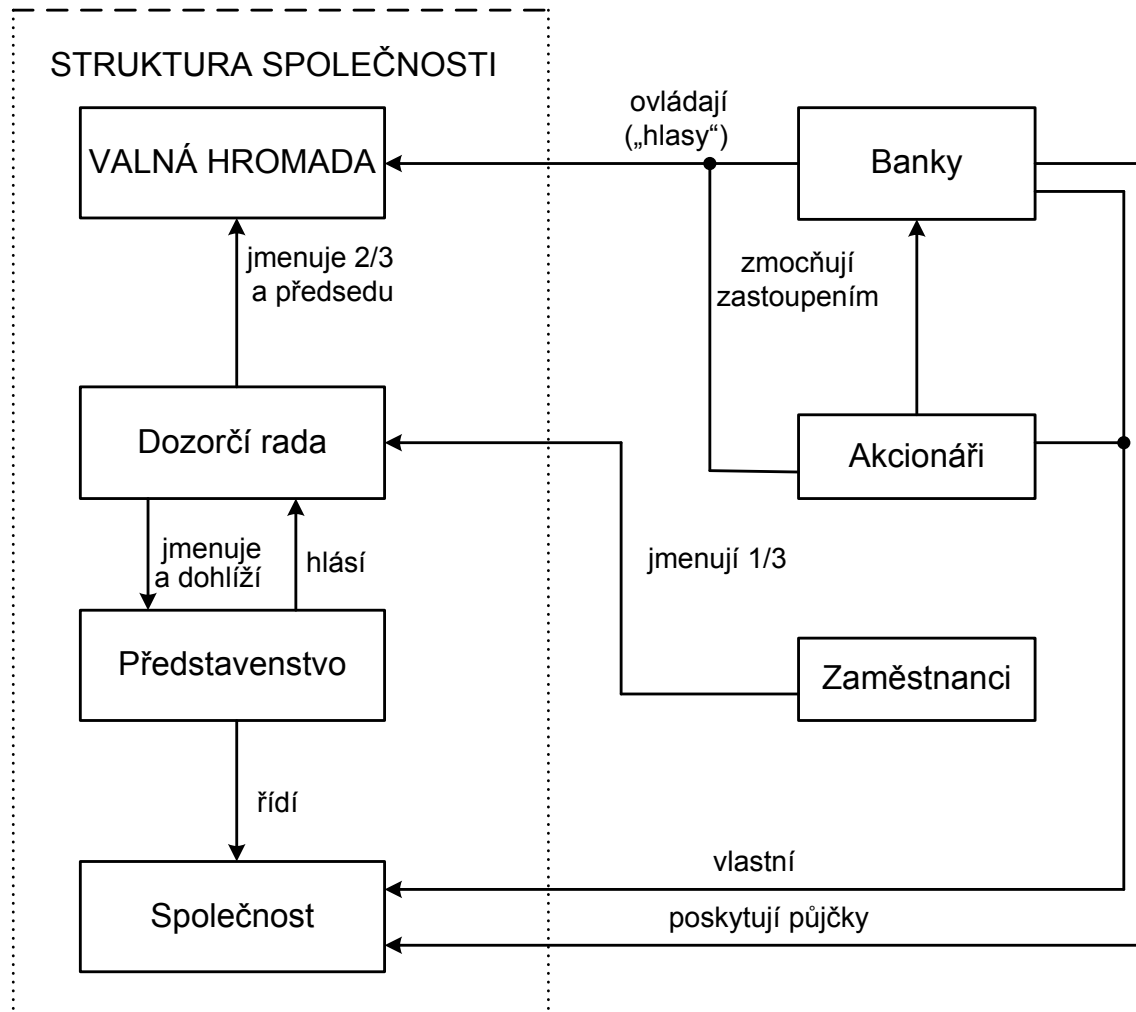 STRUKTURA SPOLEČNOSTI
VALNÁ HROMADA
ovládají
(„hlasy“)
Banky
jmenuje 2/3
a předsedu
zmocňují
zastoupením
Dozorčí rada
Akcionáři
jmenuje
a dohlíží
hlásí
jmenují 1/3
Představenstvo
Zaměstnanci
řídí
vlastní
Společnost
poskytují půjčky